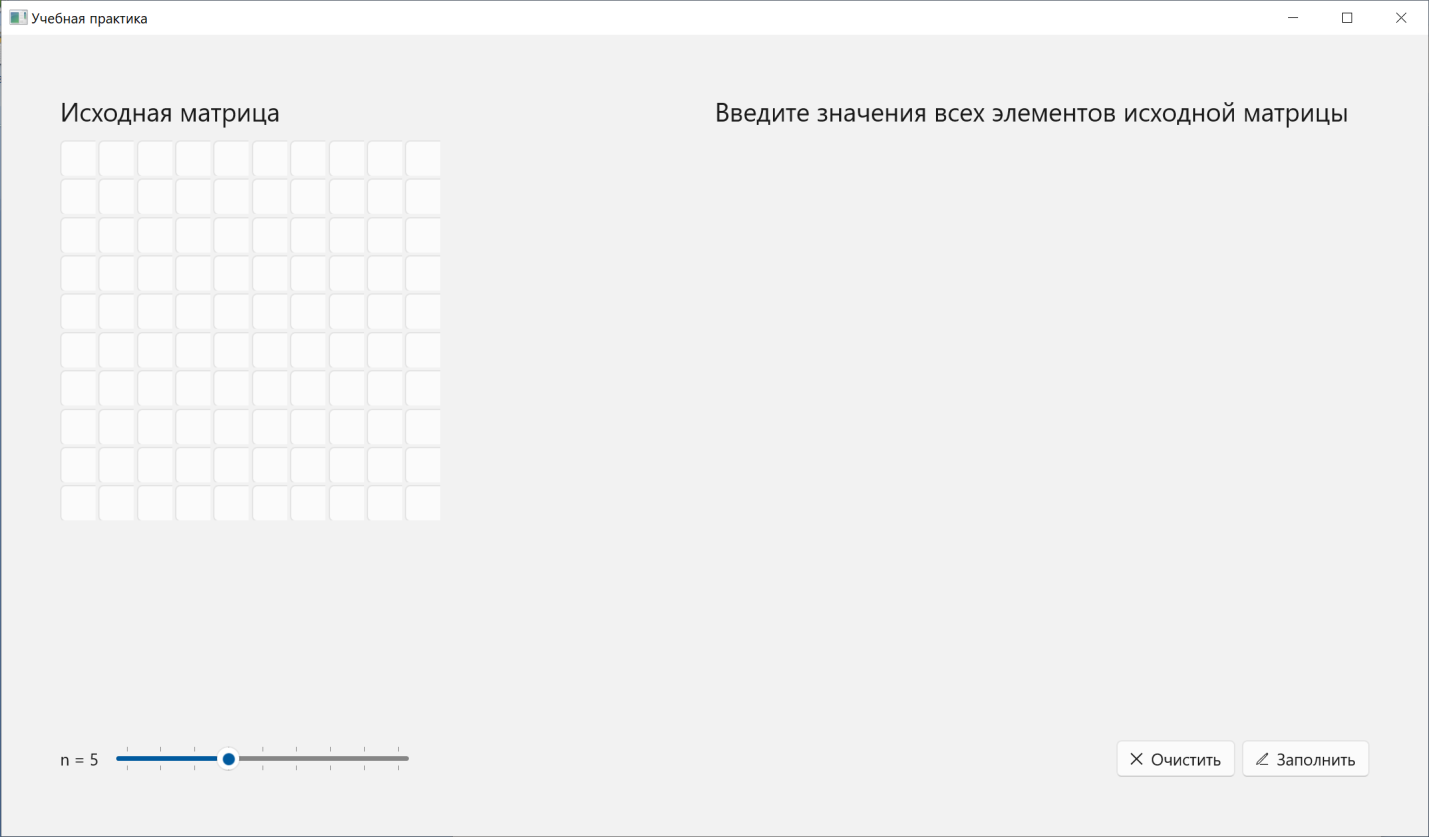 Учебная практика
Исходная матрица
Введите значения всех элементов исходной матрицы
n = 5
Очистить
Заполнить